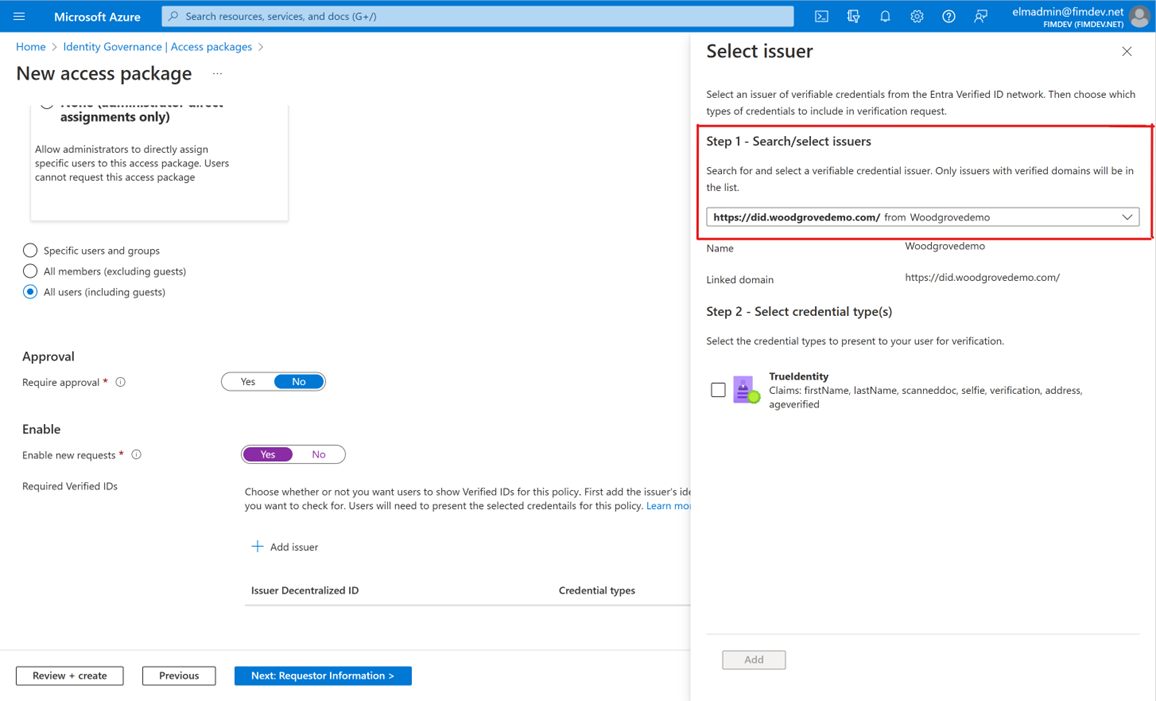 Microsoft Azure
Search resources, services, and docs (G+/)
elmadmin@fimdev.net
FIMDEV (FIMDEV.NET)
Home > Identity Governance | Access packages >
New access package ...
None (administrator direct
assignments only)
Allow administrators to directly assign
specific users to this access package. Users
cannot request this access package
Specific users and groups
All members (excluding guests)
All users (including guests)
Approval
Require approval *
Yes No
Enable
Enable new requests *
Yes No
Required Verified IDs
Choose whether or not you want users to show Verified IDs for this policy. First add the issuer's ide
you want to check for. Users will need to present the selected credentails for this policy. Learn mor
+ Add issuer
Issuer Decentralized ID Credential types
Review + create Previous Next: Requestor Information >
Select issuer
Select an issuer of verifiable credentials from the Entra Verified ID network. Then choose which
types of credentials to include in verification request.
Step 1 - Search/select issuers
Search for and select a verifiable credential issuer. Only issuers with verified domains will be in
the list.
https://did.woodgrovedemo.com/ from Woodgrovedemo
Name Woodgrovedemo
Linked domain https://did.woodgrovedemo.com/
Step 2 - Select credential type(s)
Select the credential types to present to your user for verification.
TrueIdentity
Claims: firstName, lastName, scanneddoc, selfie, verification, address,
ageverified
Add